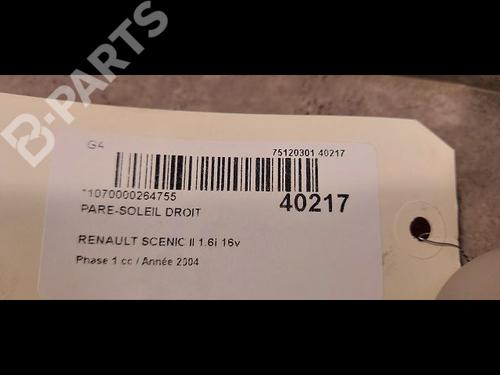 B-PARTS
G4
75120301 40217
*1070000264755
40217
PARE-SOLEIL DROIT
RENAULT SCENIC II 1.6i 16v
Phase 1 cc / Année 2004